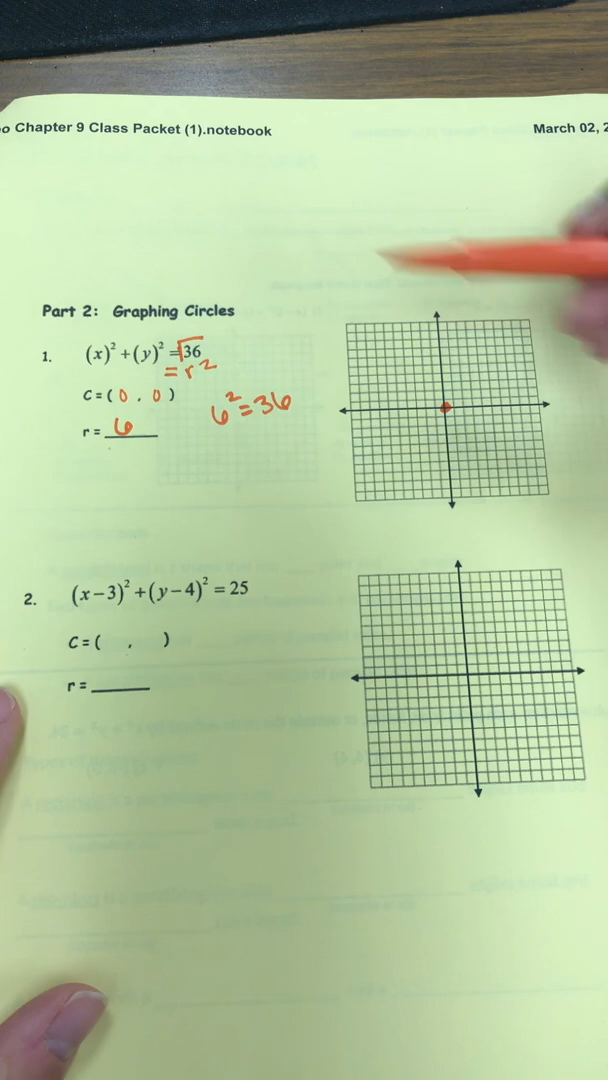 o Chapter 9 Class Packet (1).notebook
March 02, 2
Part 2: Graphing Circles
1. (x)² + (y)² = √36
= r²
C = ( 0 , 0 )
6² = 36
r = 6
2. (x – 3)² + (y – 4)² = 25
C = ( , )
r = ______